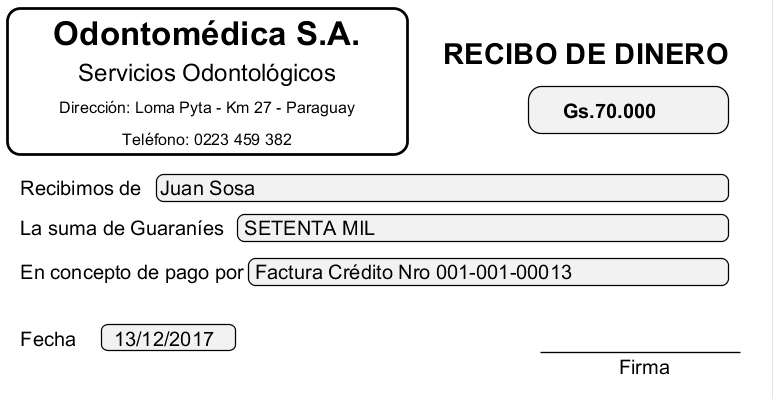 Odontomédica S.A.
Servicios Odontológicos
Dirección: Loma Pyta - Km 27 - Paraguay
Teléfono: 0223 459 382
RECIBO DE DINERO
Gs.70.000
Recibimos de Juan Sosa
La suma de Guaraníes SETENTA MIL
En concepto de pago por Factura Crédito Nro 001-001-00013
Fecha 13/12/2017
Firma